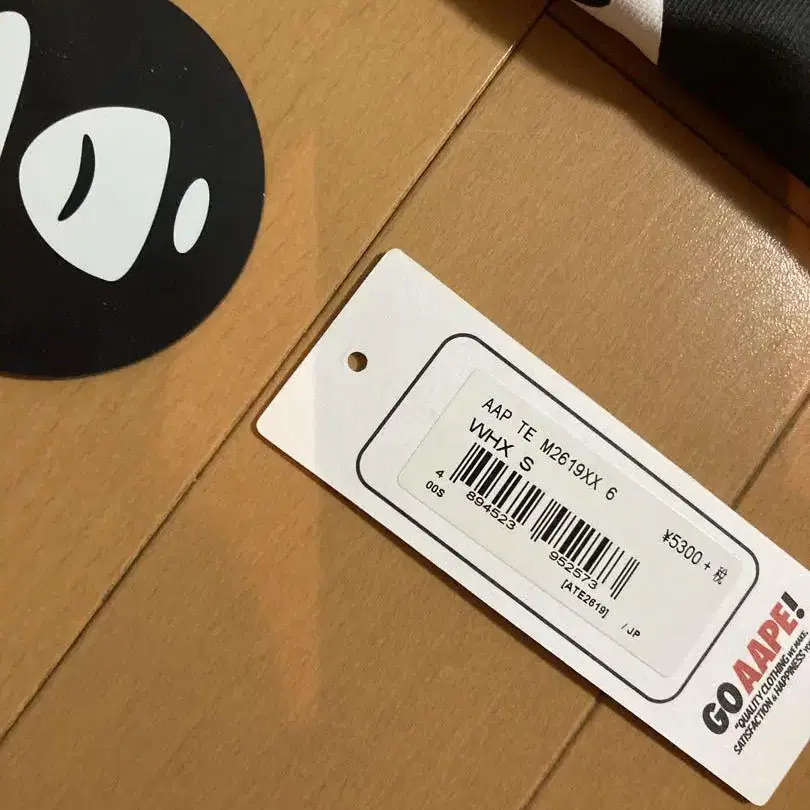 AAP TE M2619XX 6
WHX S
¥5300 + 税
4 894523 952573
00S
[ATE2619]
/JP
GO AAPE!
"QUALITY CLOTHING WE MAKE,
SATISFACTION & HAPPINESS